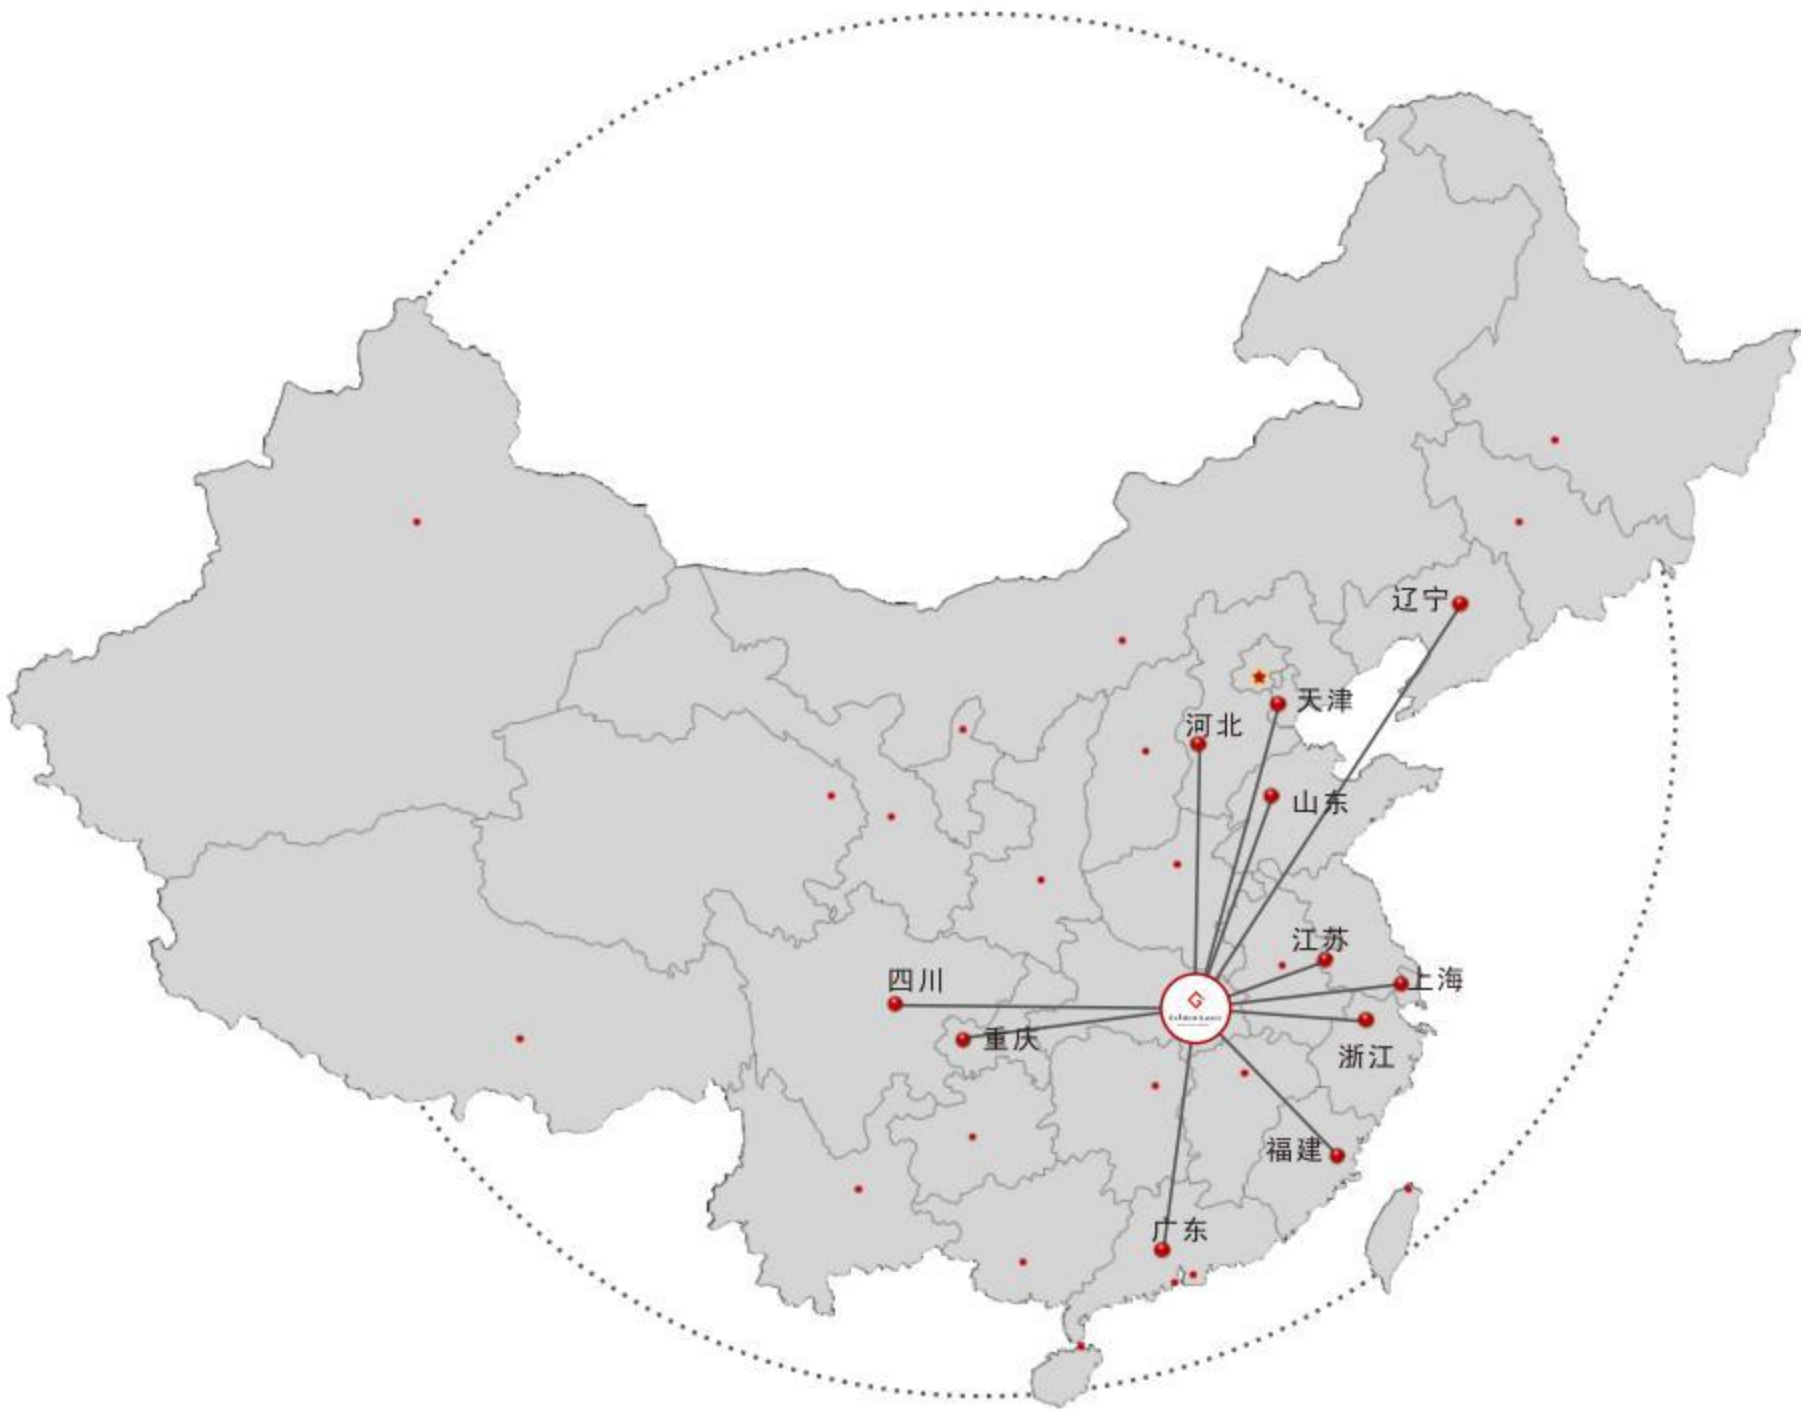 辽宁
天津
河北
山东
江苏
四川
上海
重庆
浙江
福建
广东